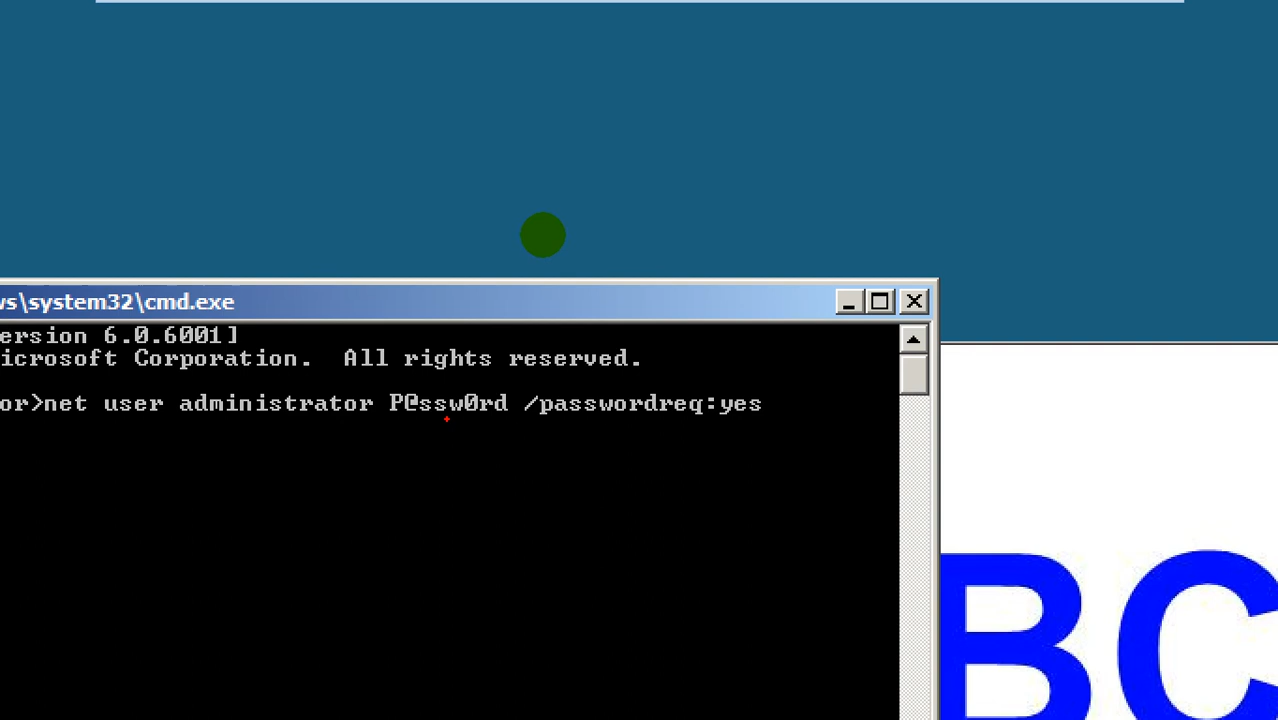 ws\system32\cmd.exe
ersion 6.0.6001]
icrosoft Corporation.  All rights reserved.
or>net user administrator P@ssw0rd /passwordreq:yes
BC